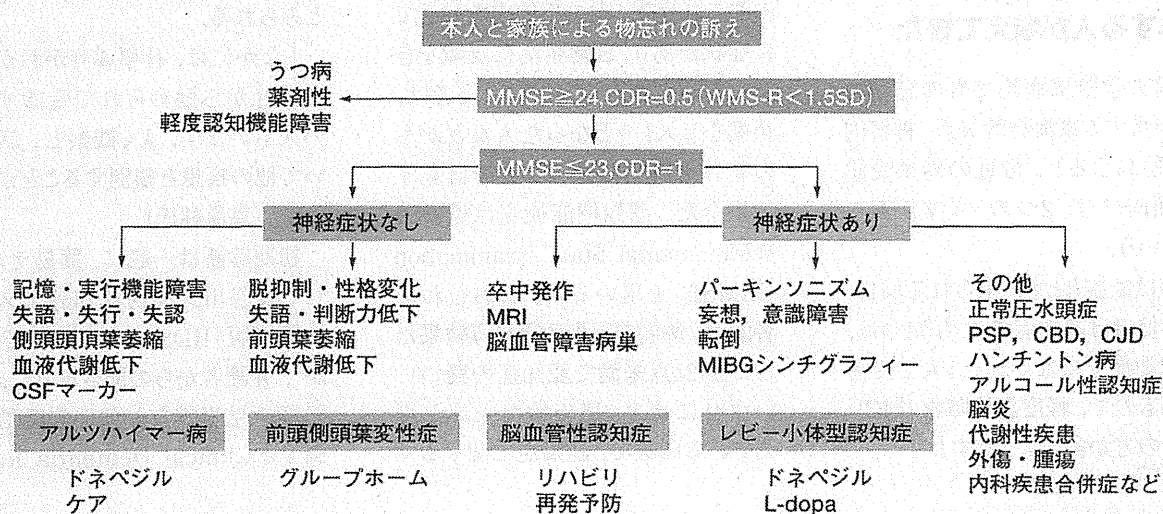 本人と家族による物忘れの訴え
うつ病
薬剤性
軽度認知機能障害
MMSE≧24,CDR=0.5(WMS-R<1.5SD)
MMSE≦23,CDR=1
神経症状なし
神経症状あり
記憶・実行機能障害
失語・失行・失認
側頭頭頂葉萎縮
血液代謝低下
CSFマーカー
アルツハイマー病
ドネペジル
ケア
脱抑制・性格変化
失語・判断力低下
前頭葉萎縮
血液代謝低下
前頭側頭葉変性症
グループホーム
卒中発作
MRI
脳血管障害病巣
脳血管性認知症
リハビリ
再発予防
パーキンソニズム
妄想，意識障害
転倒
MIBGシンチグラフィー
レビー小体型認知症
ドネペジル
L-dopa
その他
正常圧水頭症
PSP，CBD，CJD
ハンチントン病
アルコール性認知症
脳炎
代謝性疾患
外傷・腫瘍
内科疾患合併症など